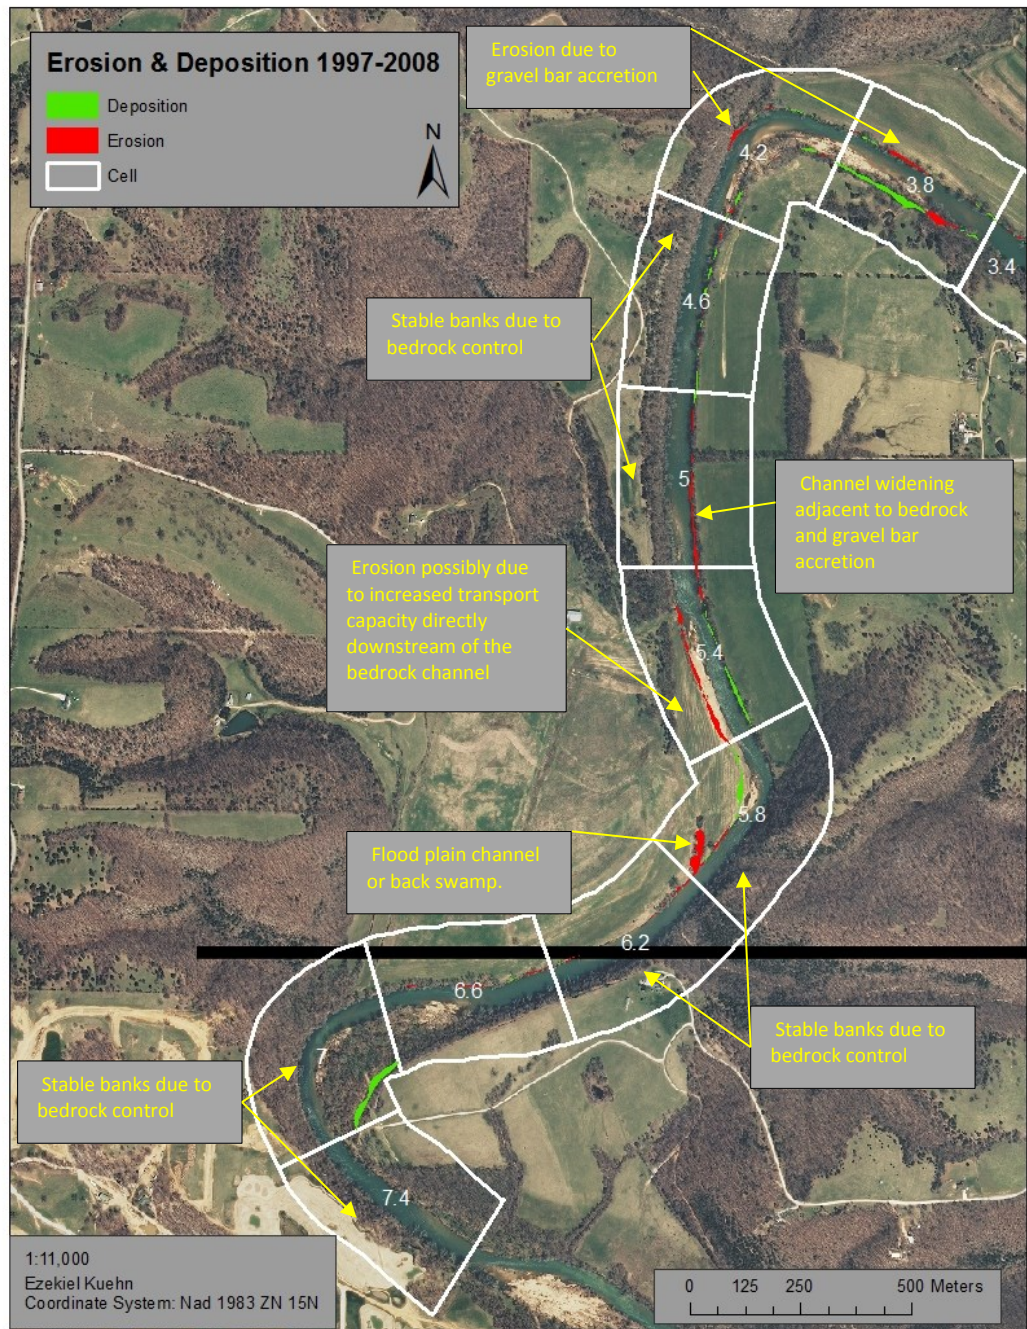 Erosion & Deposition 1997-2008
Deposition
Erosion
Cell
N
Erosion due to
gravel bar accretion
4.2
3.8
3.4
Stable banks due to
bedrock control
4.6
5
Channel widening
adjacent to bedrock
and gravel bar
accretion
Erosion possibly due
to increased transport
capacity directly
downstream of the
bedrock channel
5.4
5.8
Flood plain channel
or back swamp.
6.2
6.6
Stable banks due to
bedrock control
7
Stable banks due to
bedrock control
7.4
1:11,000
Ezekiel Kuehn
Coordinate System: Nad 1983 ZN 15N
0 125 250 500 Meters